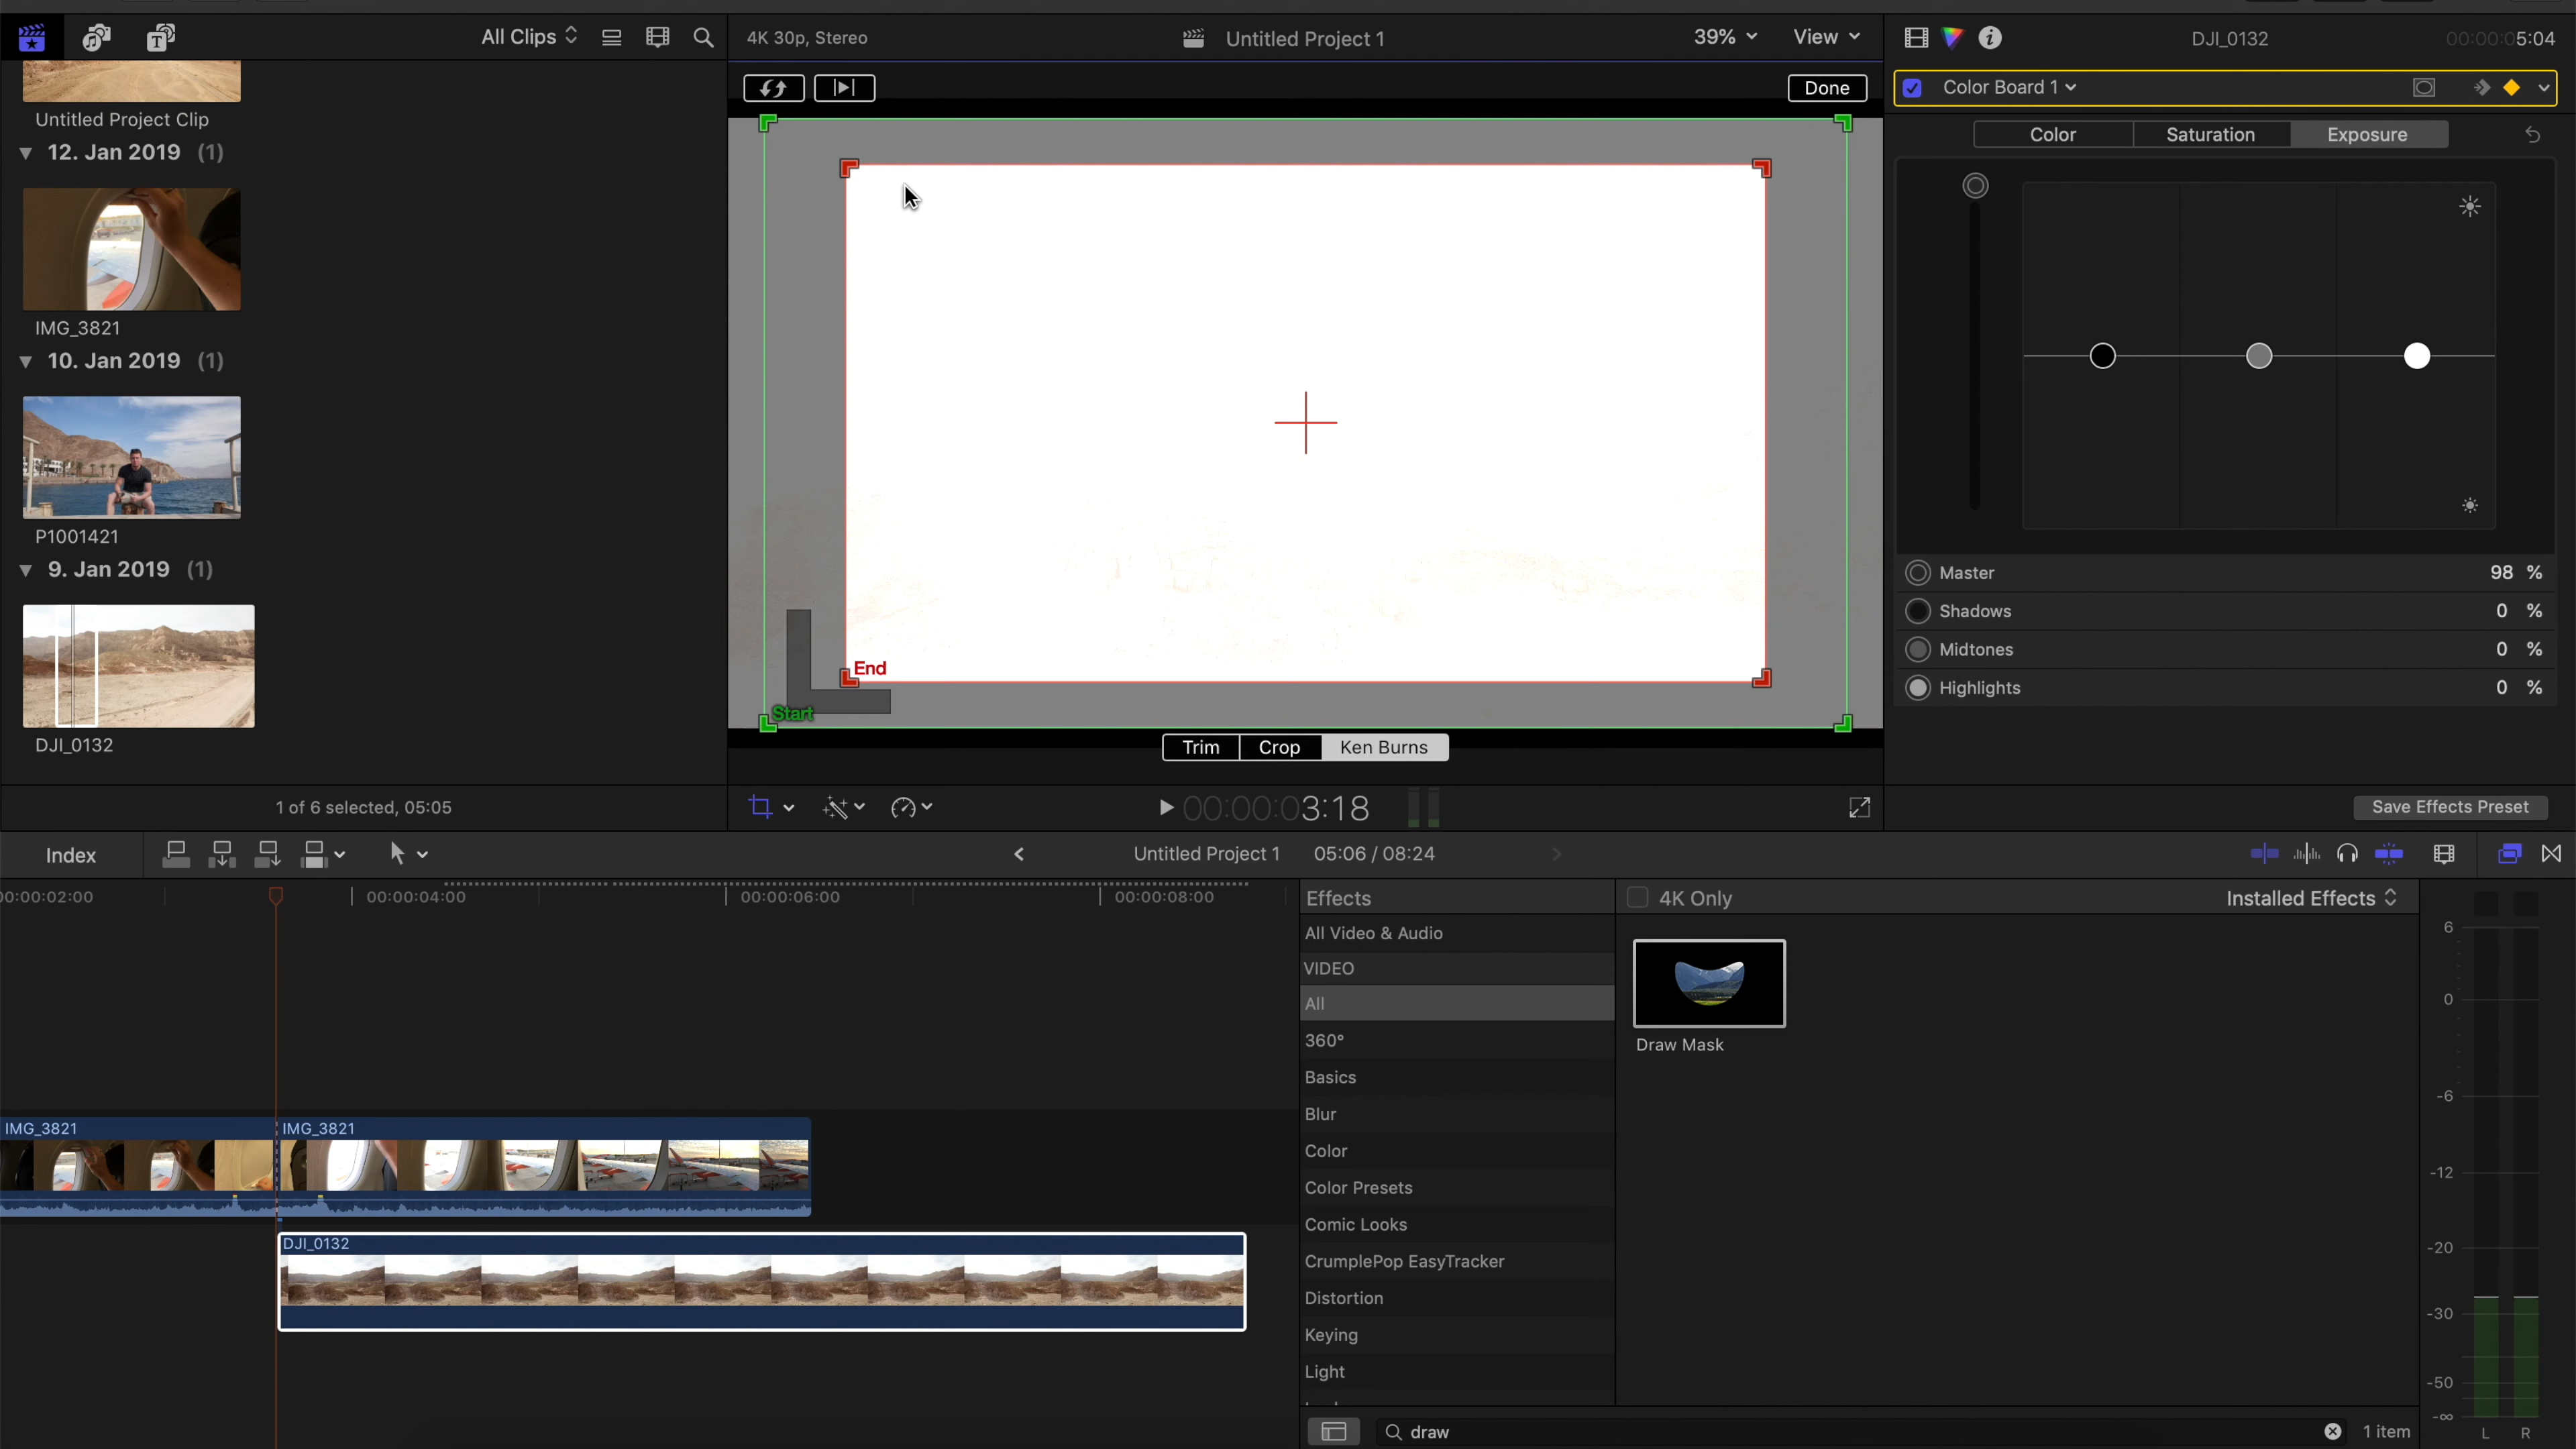 All Clips
4K 30p, Stereo
Untitled Project 1
39%
View
DJI_0132
00:00:05:04
Done
Color Board 1
Color
Saturation
Exposure
Untitled Project Clip
12. Jan 2019 (1)
IMG_3821
10. Jan 2019 (1)
P1001421
9. Jan 2019 (1)
DJI_0132
End
Start
Trim
Crop
Ken Burns
Master
98 %
Shadows
0 %
Midtones
0 %
Highlights
0 %
1 of 6 selected, 05:05
00:00:03:18
Save Effects Preset
Index
Untitled Project 1
05:06 / 08:24
00:00:02:00
00:00:04:00
00:00:06:00
00:00:08:00
Effects
4K Only
Installed Effects
All Video & Audio
VIDEO
All
360°
Basics
Blur
Color
Color Presets
Comic Looks
CrumplePop EasyTracker
Distortion
Keying
Light
Draw Mask
IMG_3821
IMG_3821
DJI_0132
6
0
-6
-12
-20
-30
-50
-∞
L R
draw
1 item